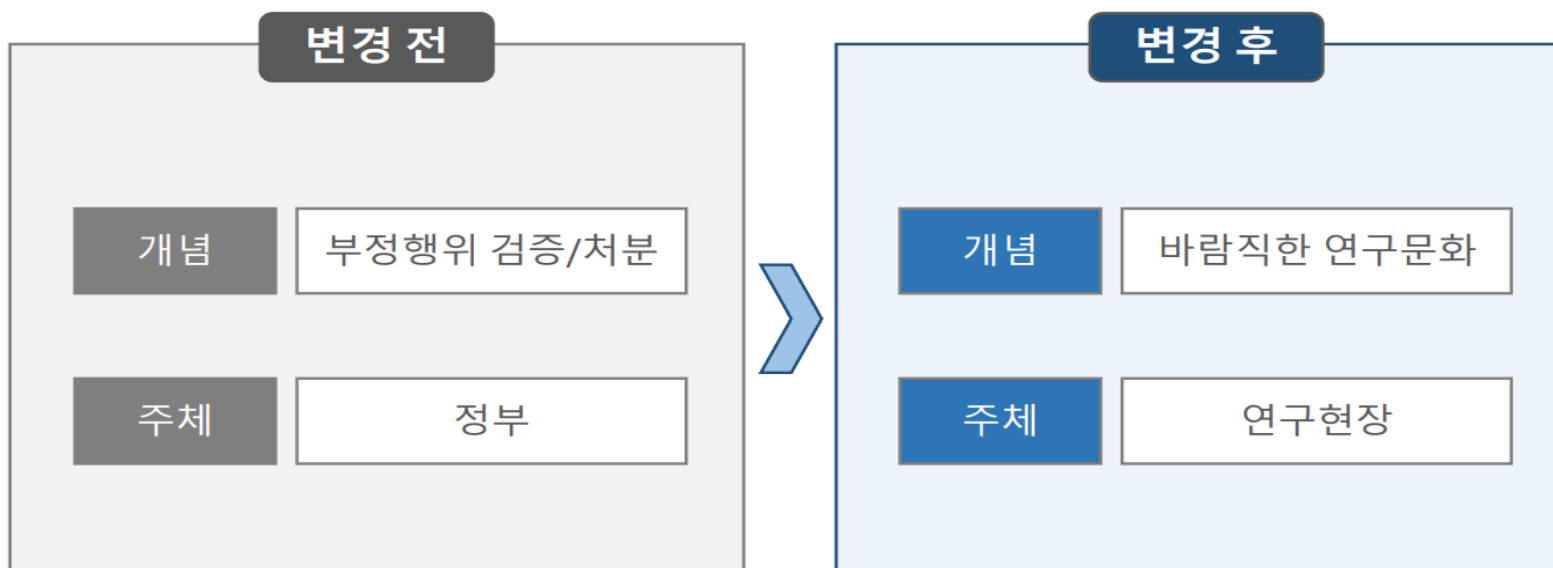 변경 전
개념
부정행위 검증/처분
주체
정부
변경 후
개념
바람직한 연구문화
주체
연구현장